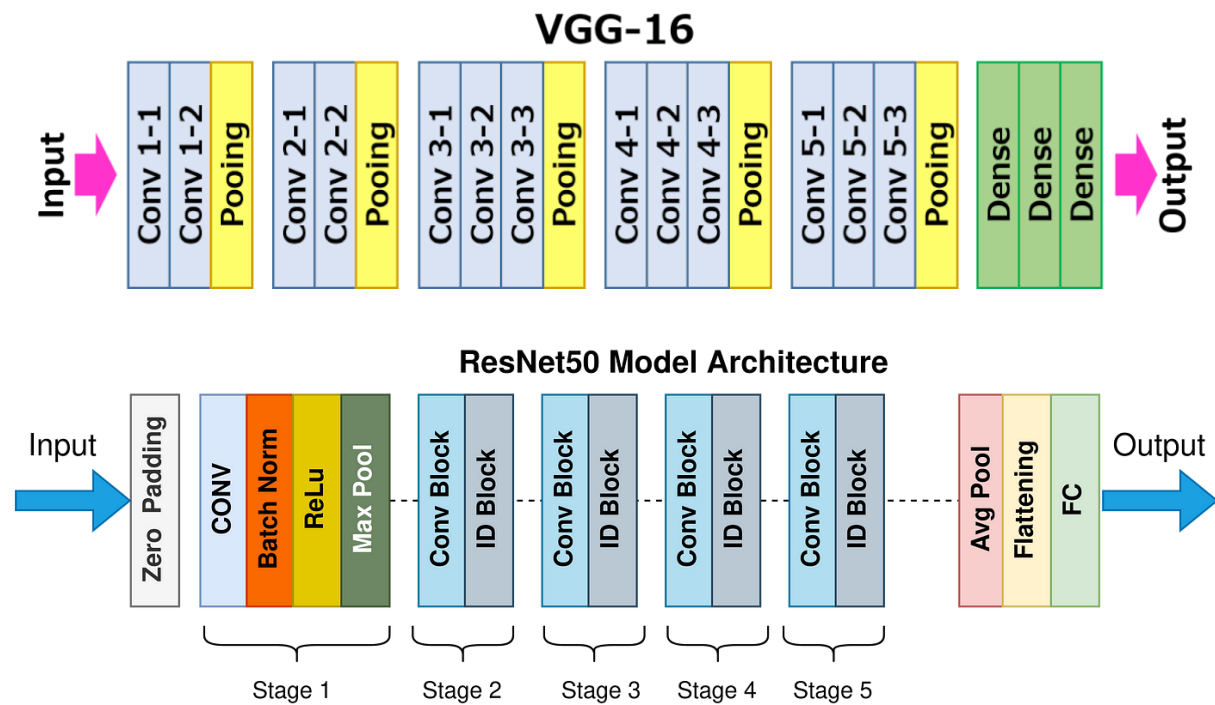 VGG-16
Input
Conv 1-1
Conv 1-2
Pooing
Conv 2-1
Conv 2-2
Pooing
Conv 3-1
Conv 3-2
Conv 3-3
Pooing
Conv 4-1
Conv 4-2
Conv 4-3
Pooing
Conv 5-1
Conv 5-2
Conv 5-3
Pooing
Dense
Dense
Dense
Output
ResNet50 Model Architecture
Input
Zero Padding
CONV
Batch Norm
ReLu
Max Pool
Conv Block
ID Block
Conv Block
ID Block
Conv Block
ID Block
Conv Block
ID Block
Avg Pool
Flattening
FC
Output
Stage 1
Stage 2
Stage 3
Stage 4
Stage 5